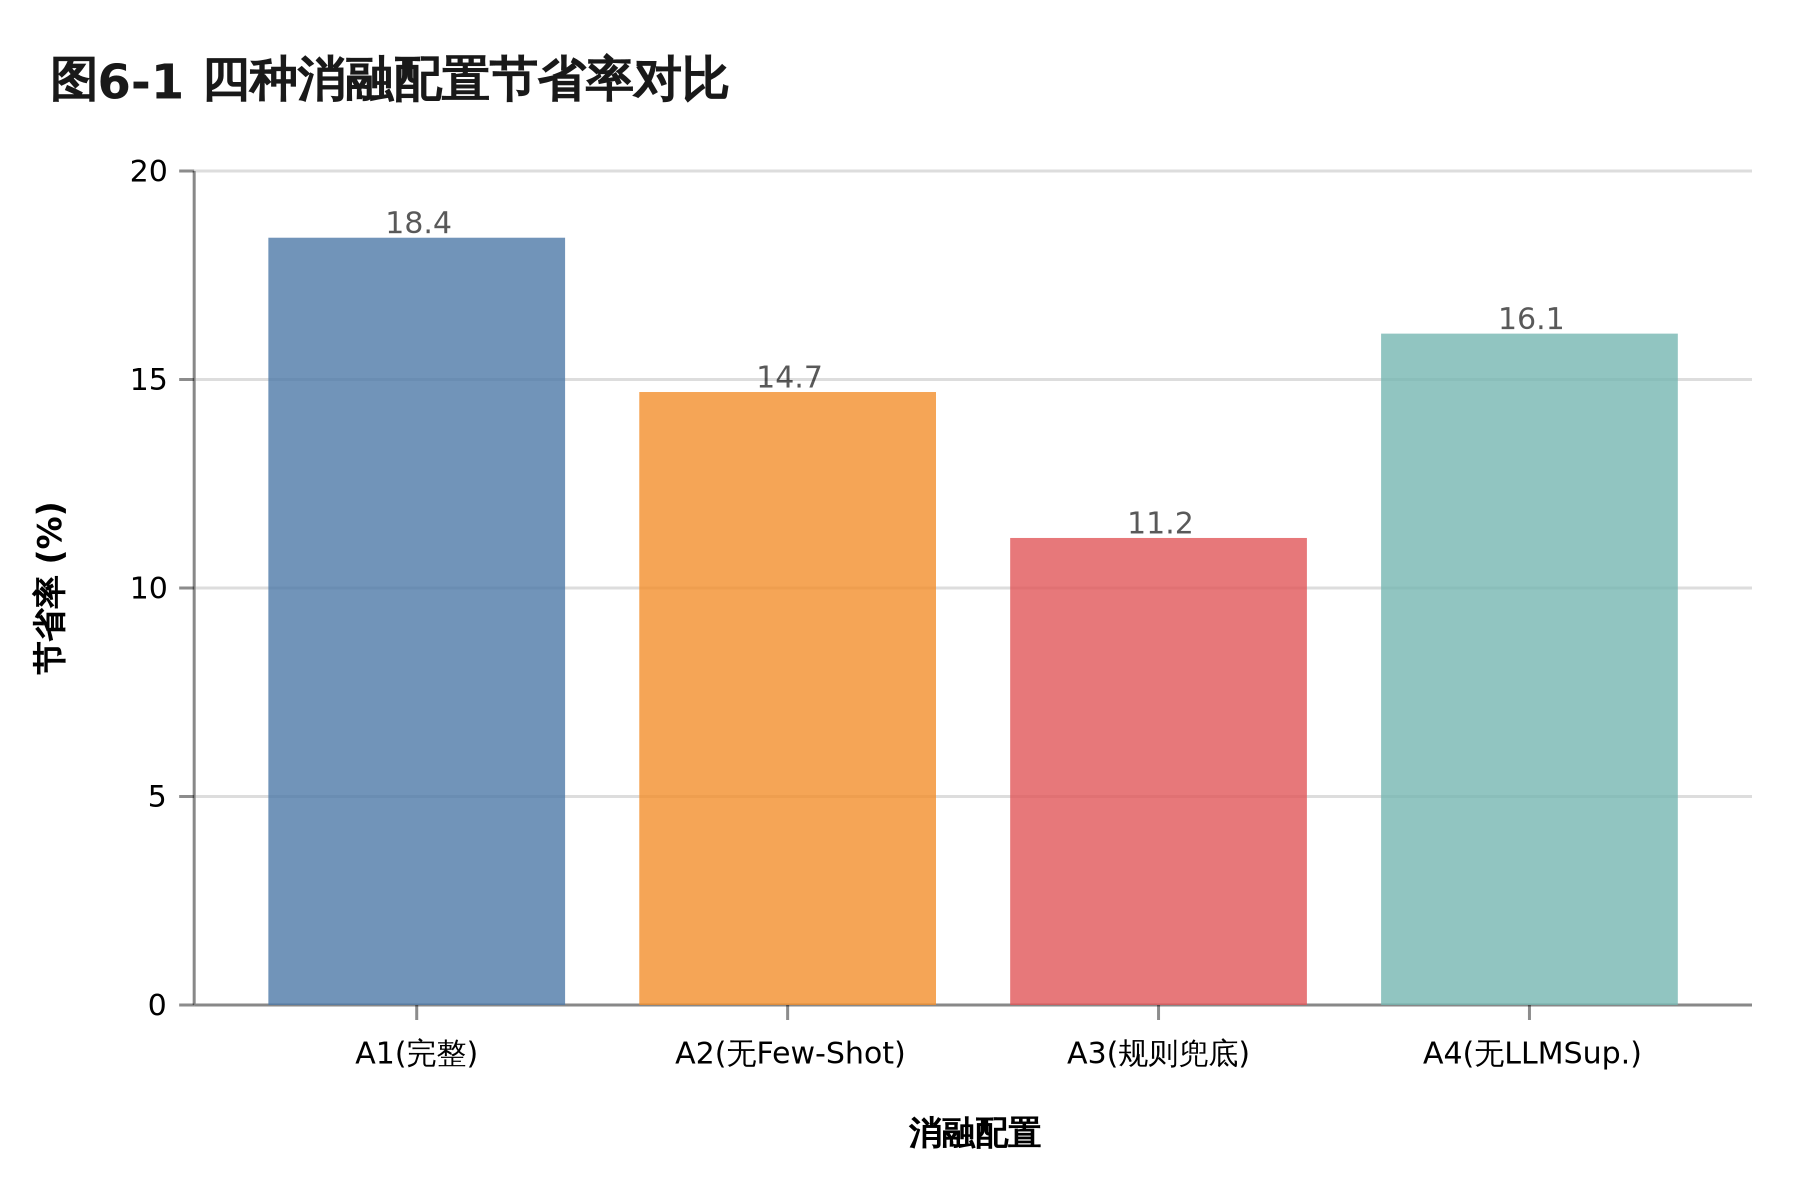 图6-1 四种消融配置节省率对比
20
15
10
5
0
节省率 (%)
18.4
14.7
11.2
16.1
A1(完整)
A2(无Few-Shot)
A3(规则兜底)
A4(无LLMSup.)
消融配置